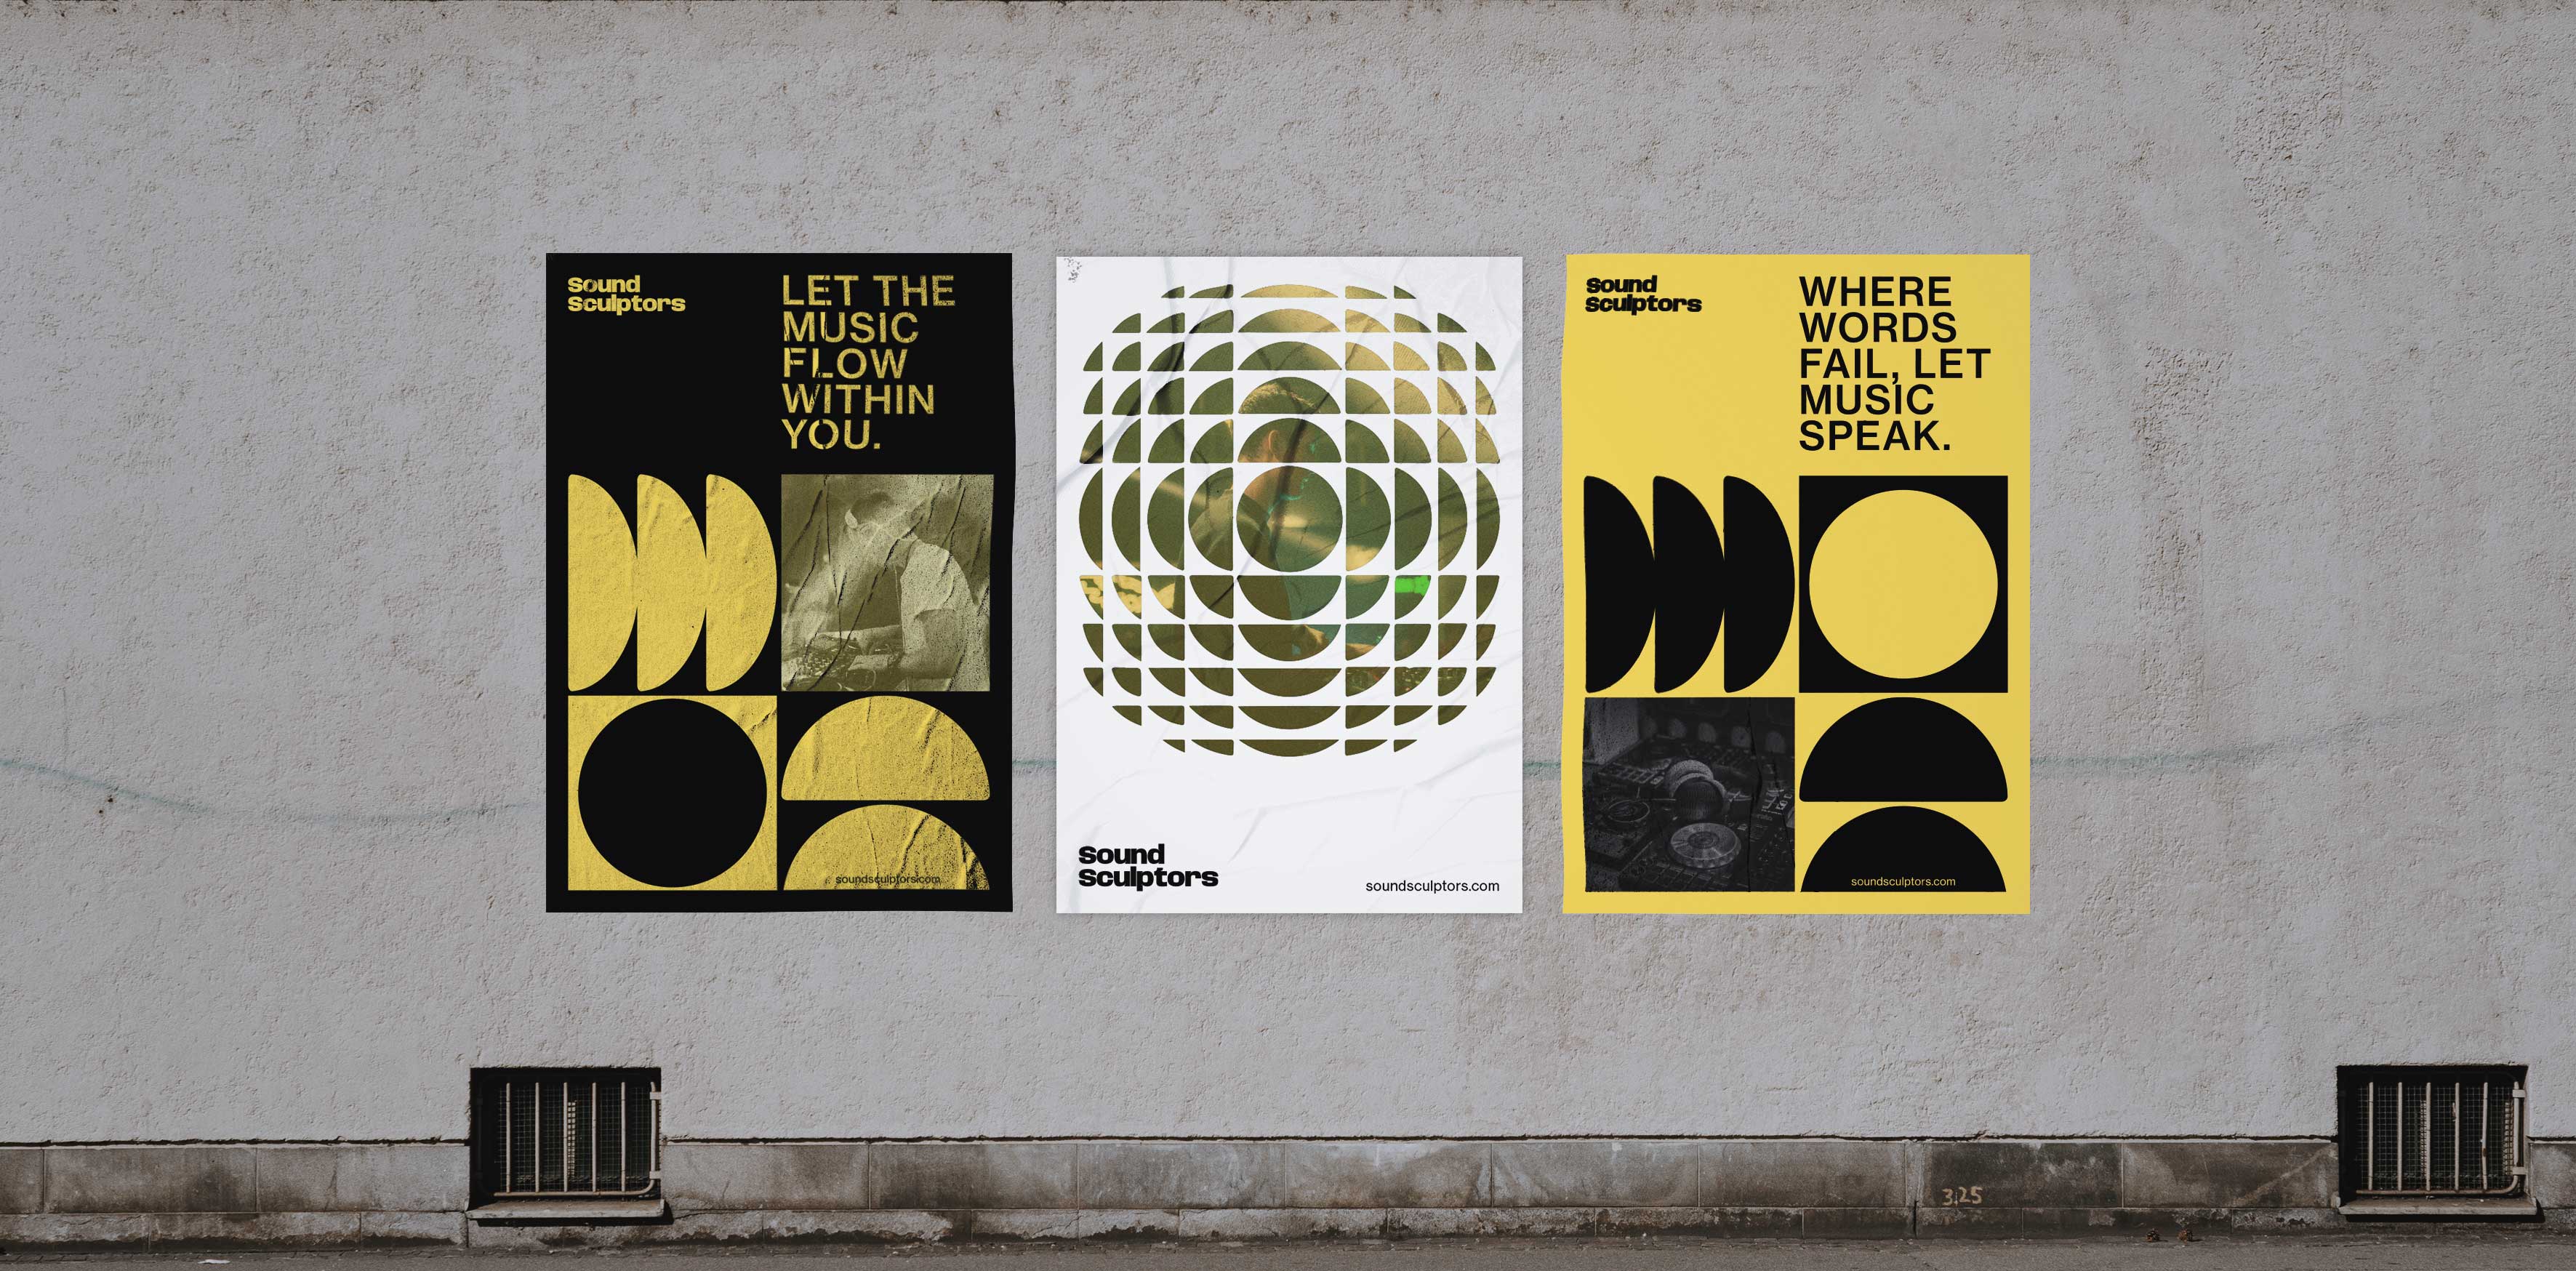 Sound
Sculptors
LET THE
MUSIC
FLOW
WITHIN
YOU.
soundsculptors.com
Sound
Sculptors
soundsculptors.com
Sound
Sculptors
WHERE
WORDS
FAIL, LET
MUSIC
SPEAK.
soundsculptors.com
3,25